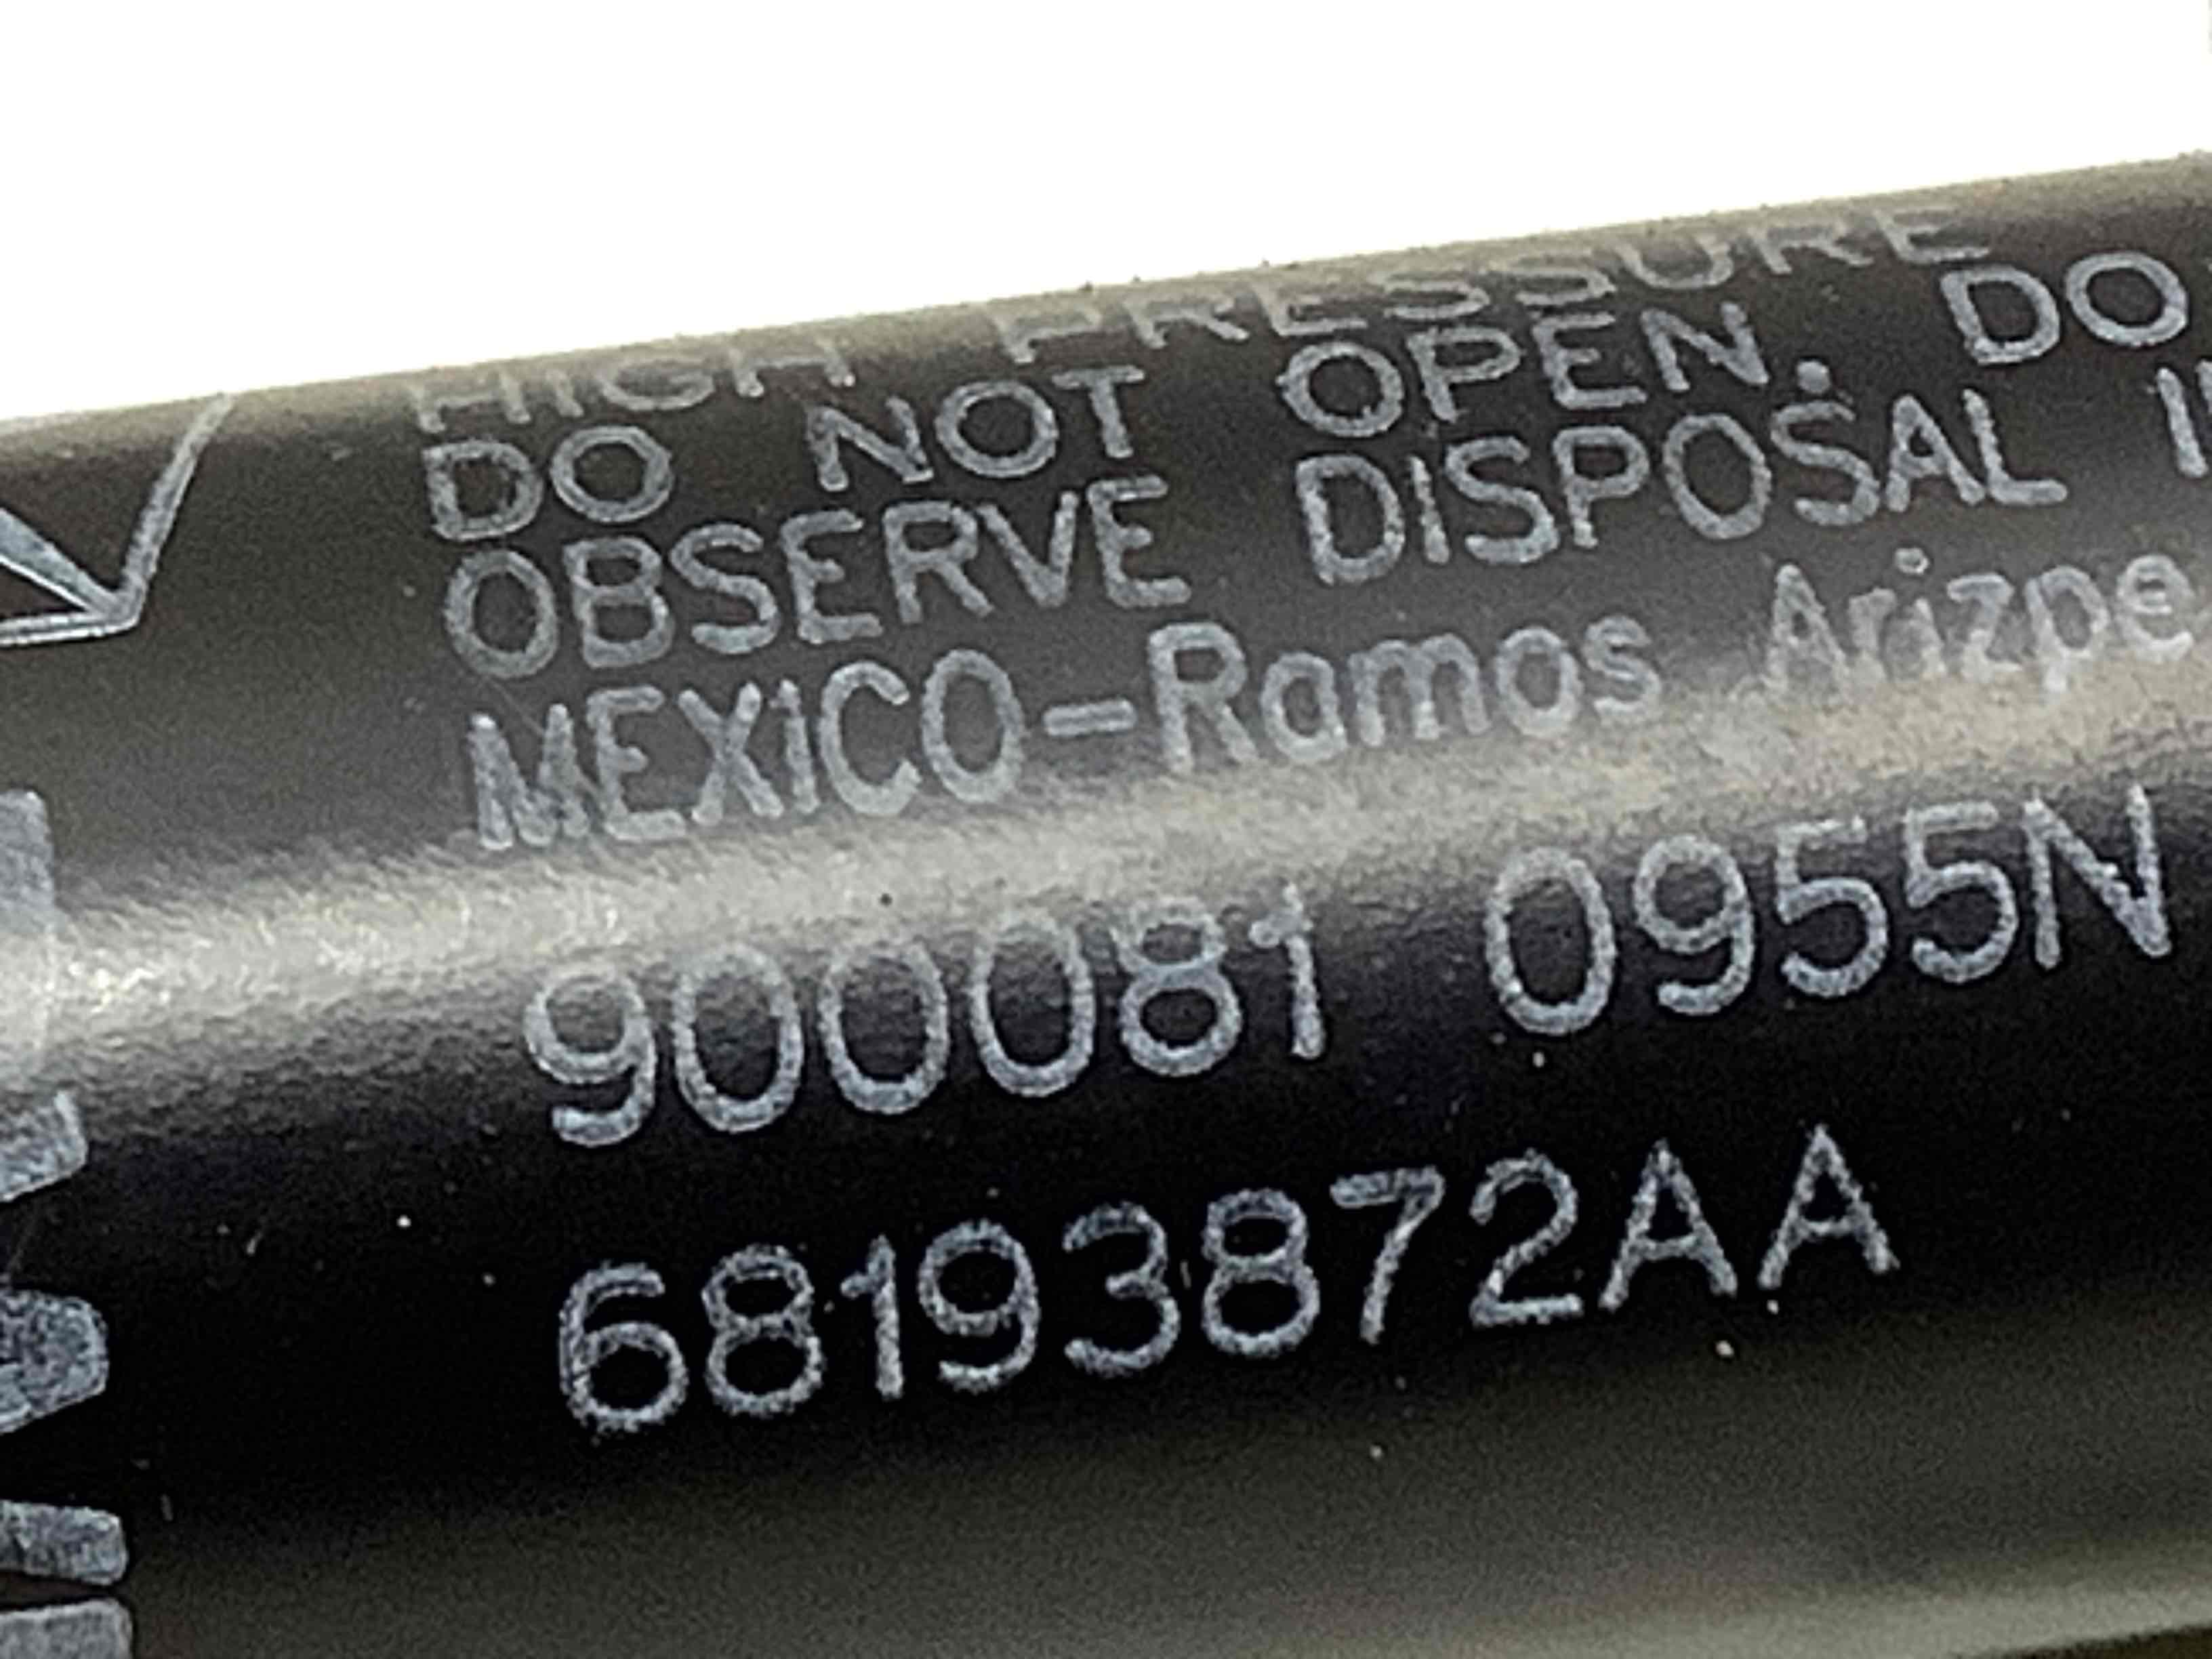 HIGH PRESSURE
DO NOT OPEN. DO
OBSERVE DISPOSAL
MEXICO-Ramos Arizpe
900081 0955N
68193872AA